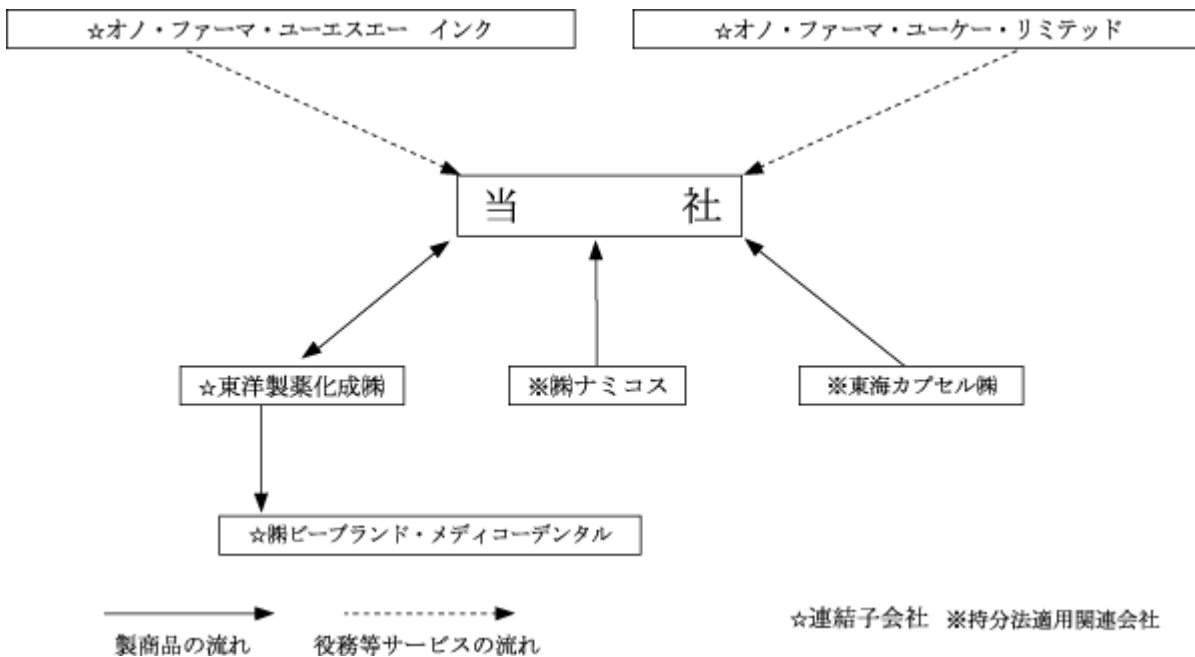 ☆オノ・ファーマ・ユーエスエー　インク
☆オノ・ファーマ・ユーケー・リミテッド
当　　　社
☆東洋製薬化成㈱
※㈱ナミコス
※東海カプセル㈱
☆㈱ビーブランド・メディコーデンタル
製商品の流れ
役務等サービスの流れ
☆連結子会社 ※持分法適用関連会社